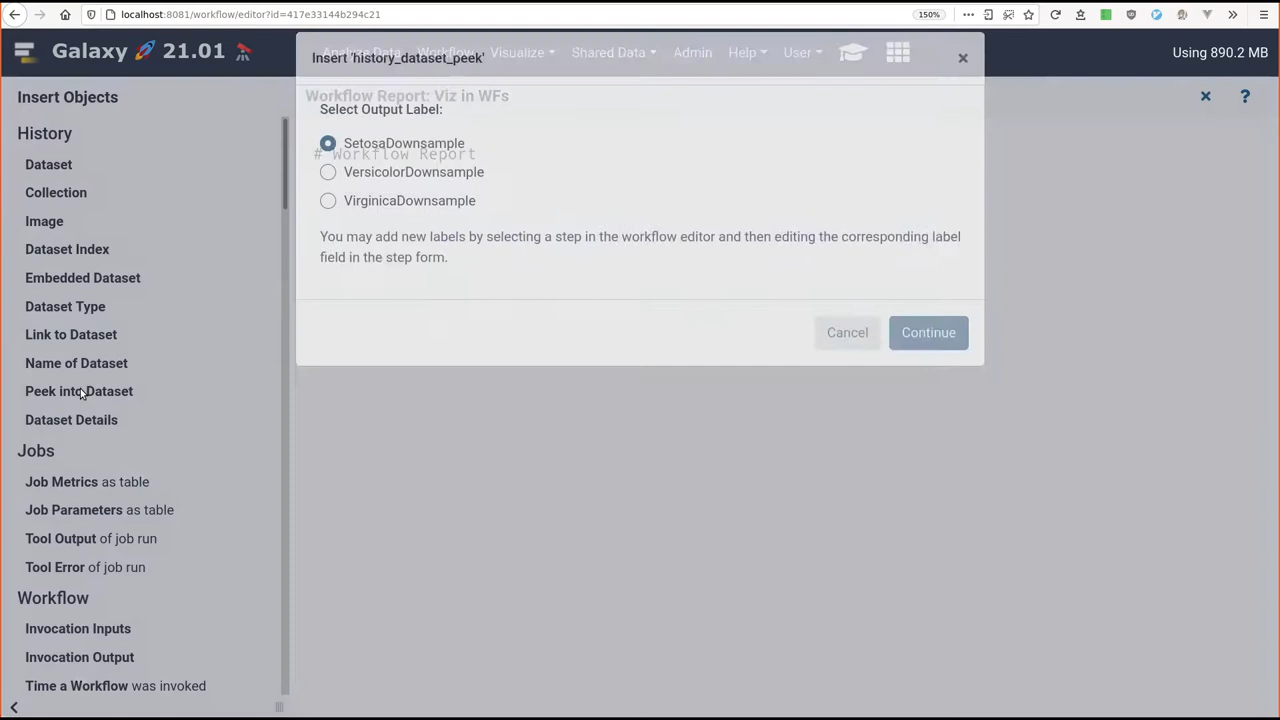 localhost:8081/workflow/editor?id=417e33144b294c21
150%
Galaxy 21.01
Analyze Data
Workflow
Visualize
Shared Data
Admin
Help
User
Using 890.2 MB
Insert 'history_dataset_peek'
Insert Objects
Workflow Report: Viz in WFs
Select Output Label:
History
SetosaDownsample
# Workflow Report
Dataset
VersicolorDownsample
Collection
VirginicaDownsample
Image
You may add new labels by selecting a step in the workflow editor and then editing the corresponding label
field in the step form.
Dataset Index
Embedded Dataset
Dataset Type
Link to Dataset
Cancel
Continue
Name of Dataset
Peek into Dataset
Dataset Details
Jobs
Job Metrics as table
Job Parameters as table
Tool Output of job run
Tool Error of job run
Workflow
Invocation Inputs
Invocation Output
Time a Workflow was invoked